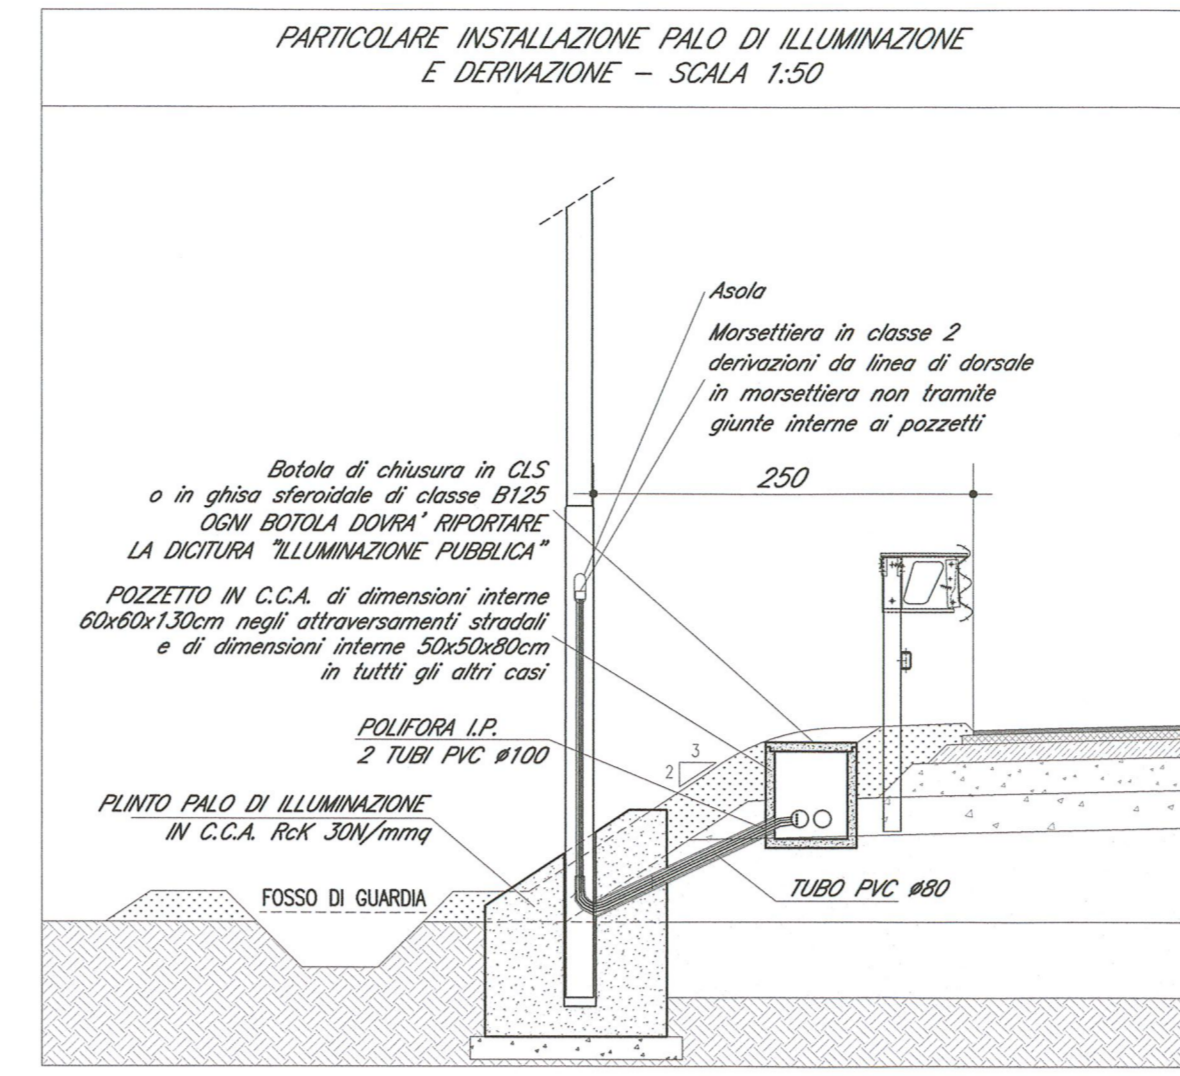 PARTICOLARE INSTALLAZIONE PALO DI ILLUMINAZIONE
E DERIVAZIONE – SCALA 1:50
Asola
Morsettiera in classe 2
derivazioni da linea di dorsale
in morsettiera non tramite
giunte interne ai pozzetti
250
Botola di chiusura in CLS
o in ghisa sferoidale di classe B125
OGNI BOTOLA DOVRA' RIPORTARE
LA DICITURA "ILLUMINAZIONE PUBBLICA"
POZZETTO IN C.C.A. di dimensioni interne
60x60x130cm negli attraversamenti stradali
e di dimensioni interne 50x50x80cm
in tuttti gli altri casi
POLIFORA I.P.
2 TUBI PVC ø100
3
2
PLINTO PALO DI ILLUMINAZIONE
IN C.C.A. RcK 30N/mmq
FOSSO DI GUARDIA
TUBO PVC ø80